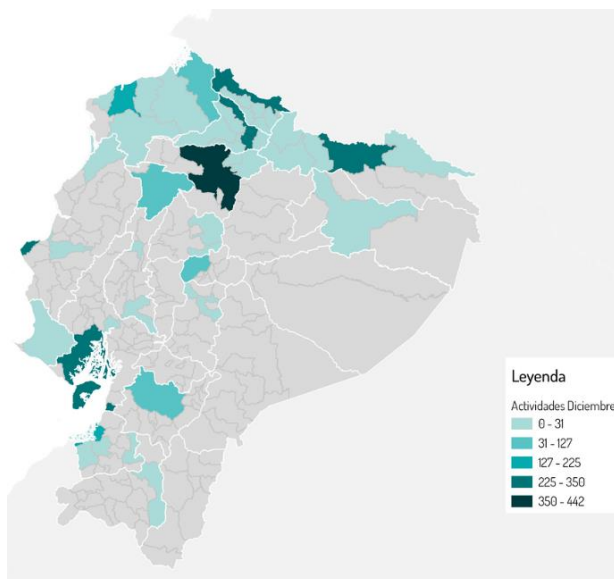 Leyenda
Actividades Diciembre
0 - 31
31 - 127
127 - 225
225 - 350
350 - 442